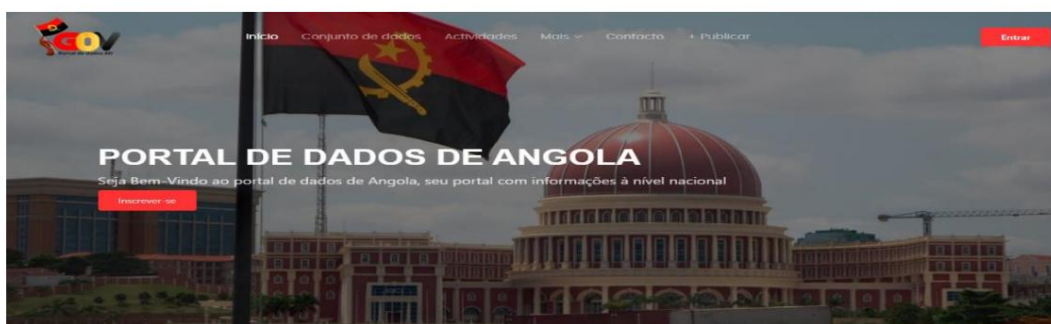 GOV
Início Conjunto de dados Actividades Mais Contacto + Publicar
Entrar
PORTAL DE DADOS DE ANGOLA
Seja Bem-Vindo ao portal de dados de Angola, seu portal com informações à nível nacional
Inscrever-se